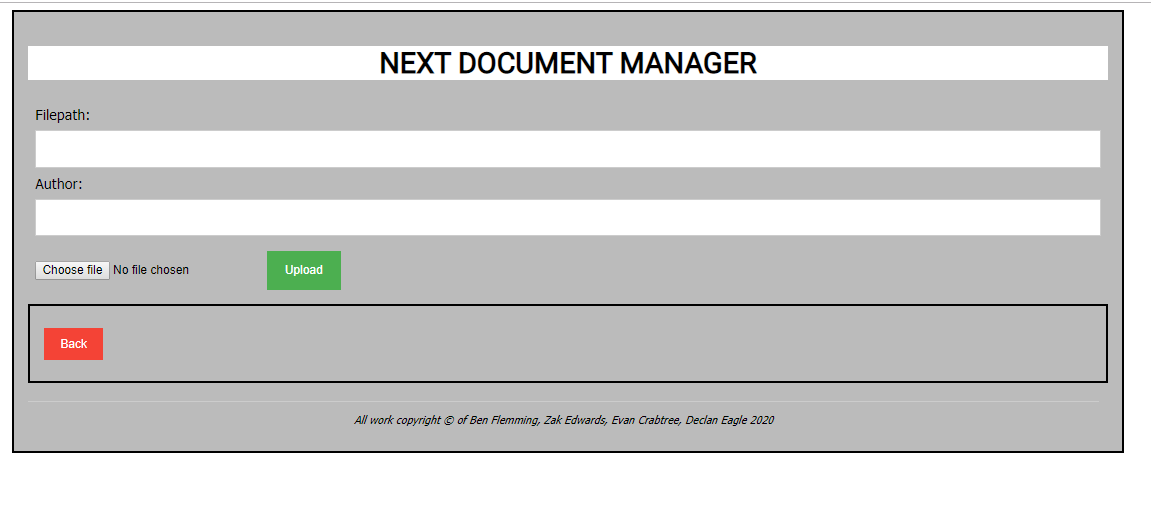 NEXT DOCUMENT MANAGER
Filepath:
Author:
Choose file No file chosen Upload
Back
All work copyright © of Ben Flemming, Zak Edwards, Evan Crabtree, Declan Eagle 2020